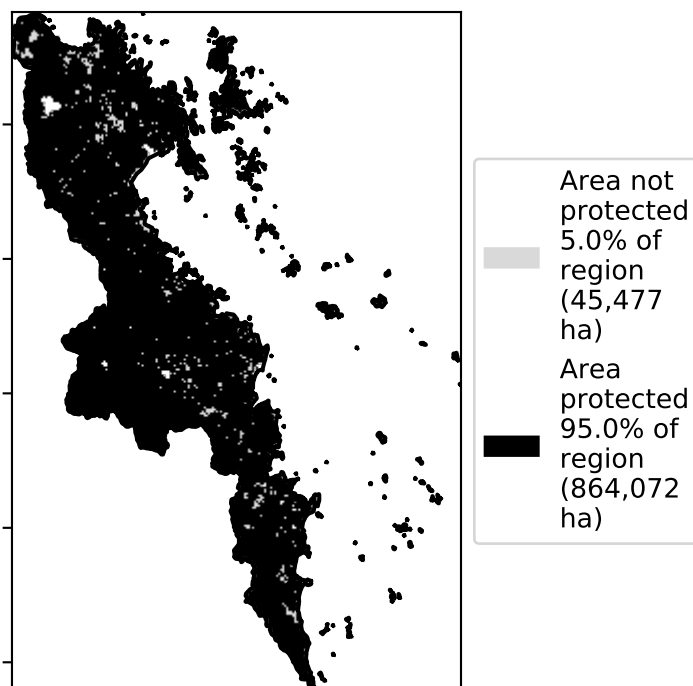 Area not
protected
5.0% of
region
(45,477
ha)
Area
protected
95.0% of
region
(864,072
ha)